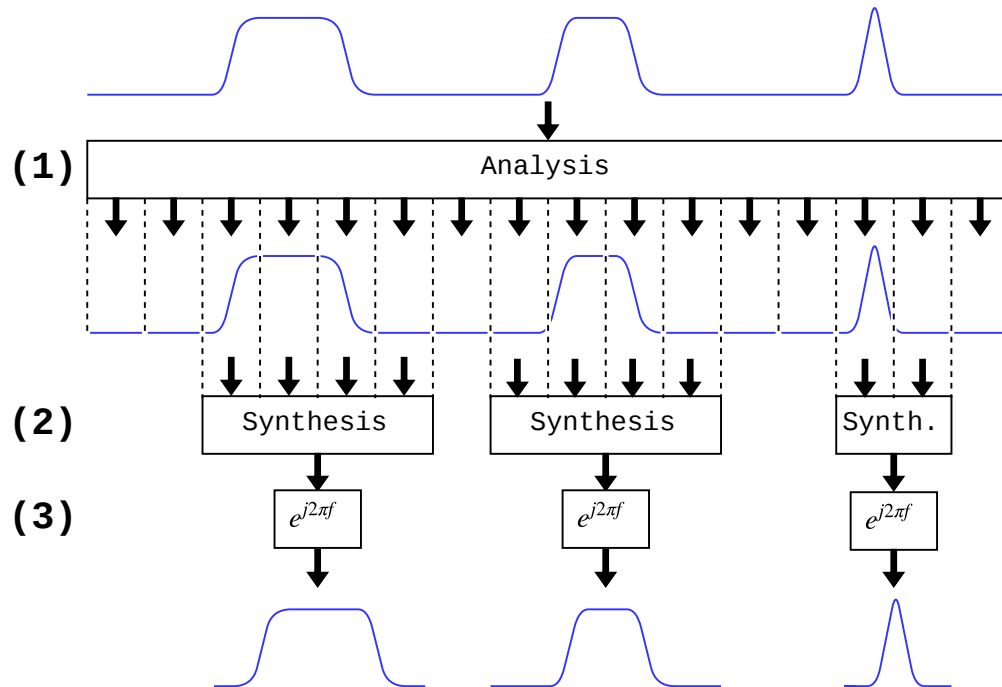 (1)
Analysis
(2)
Synthesis Synthesis Synth.
(3)
e^{j2πf} e^{j2πf} e^{j2πf}